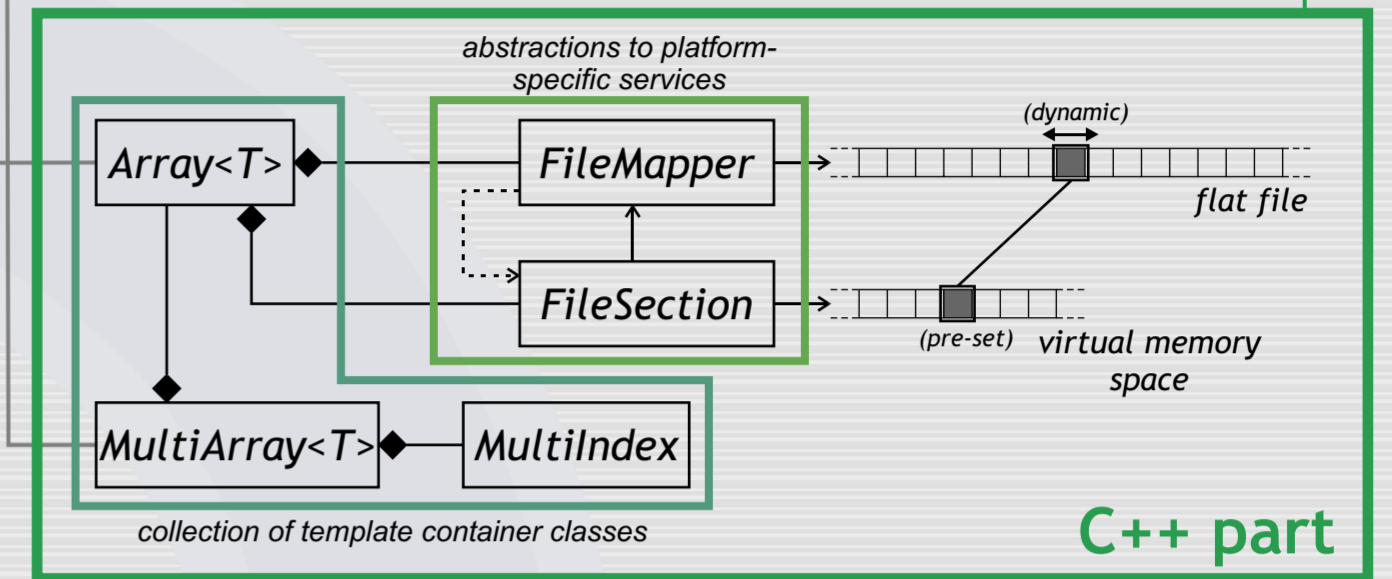 abstractions to platform-
specific services
(dynamic)
Array<T>
FileMapper
flat file
FileSection
(pre-set)
virtual memory
space
MultiArray<T>
MultiIndex
collection of template container classes
C++ part